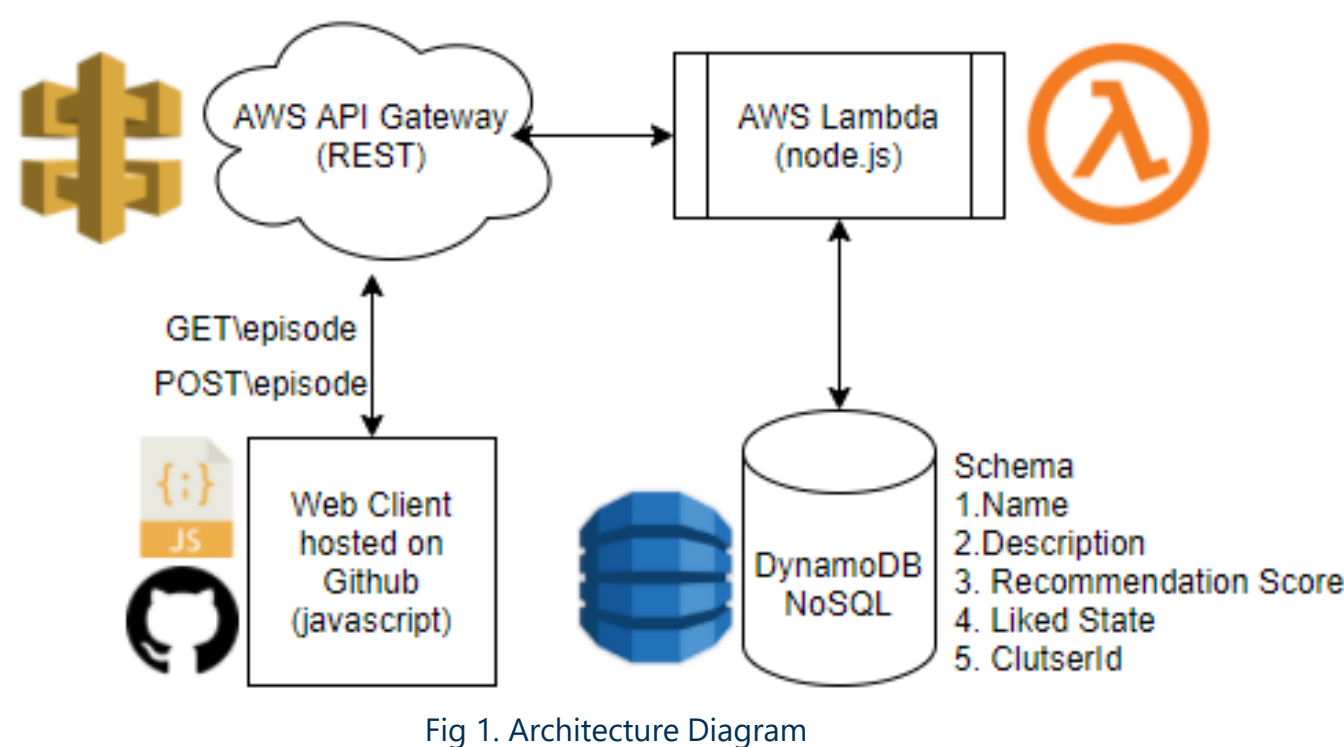 AWS API Gateway
(REST)
AWS Lambda
(node.js)
GET\episode
POST\episode
{;}
JS
Web Client
hosted on
Github
(javascript)
DynamoDB
NoSQL
Schema
1.Name
2.Description
3. Recommendation Score
4. Liked State
5. ClutserId
Fig 1. Architecture Diagram